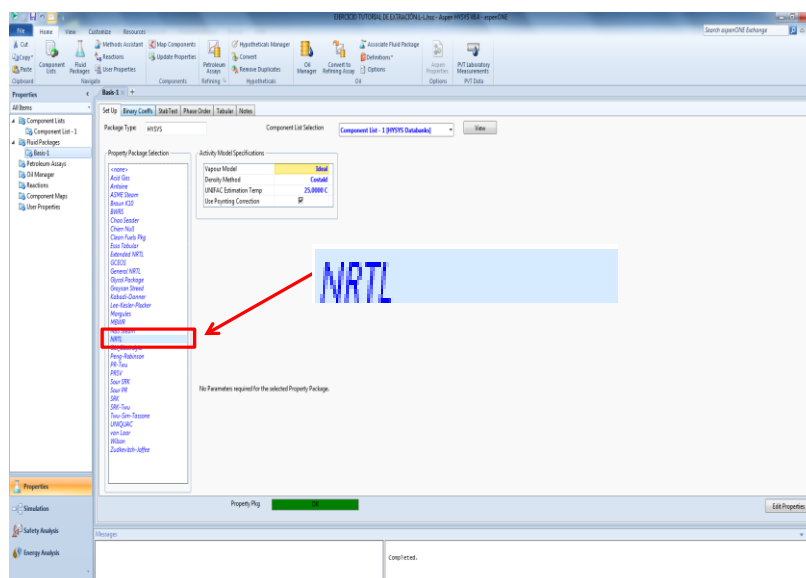 EJERCICIO TUTORIAL DE EXTRACIÓN L-L.hsc - Aspen HYSYS V8.4 - aspenONE
File Home View Customize Resources
Search aspenONE Exchange
Cut
Copy
Paste
Component Lists
Fluid Packages
Methods Assistant
Reactions
User Properties
Map Components
Update Properties
Petroleum Assays
Hypotheticals Manager
Convert
Remove Duplicates
Oil Manager
Convert to Refining Assay
Associate Fluid Package
Definitions
Options
Aspen Properties
PVT Laboratory Measurements
Clipboard Navigate Components Refining Hypotheticals Oil Options PVT Data
Properties <
Basis-1 × +
All Items
Component Lists
Component List - 1
Fluid Packages
Basis-1
Petroleum Assays
Oil Manager
Reactions
Component Maps
User Properties
Set Up Binary Coeffs StabTest Phase Order Tabular Notes
Package Type: HYSYS
Component List Selection Component List - 1 [HYSYS Databanks] View
Property Package Selection
<none>
Acid Gas
Antoine
ASME Steam
Braun K10
BWRS
Chao Seader
Chien Null
Clean Fuels Pkg
Esso Tabular
Extended NRTL
GCEOS
General NRTL
Glycol Package
Grayson Streed
Kabadi-Danner
Lee-Kesler-Plocker
Margules
MBWR
NRTL
Peng-Robinson
PR-Twu
PRSV
Sour SRK
Sour PR
SRK
SRK-Twu
Twu-Sim-Tassone
UNIQUAC
van Laar
Wilson
Zudkevitch-Joffee
Activity Model Specifications
Vapour Model Ideal
Density Method Costald
UNIFAC Estimation Temp 25,0000 C
Use Poynting Correction
NRTL
No Parameters required for the selected Property Package.
Property Pkg OK
Edit Properties
Properties
Simulation
Safety Analysis
Energy Analysis
Messages
Completed.